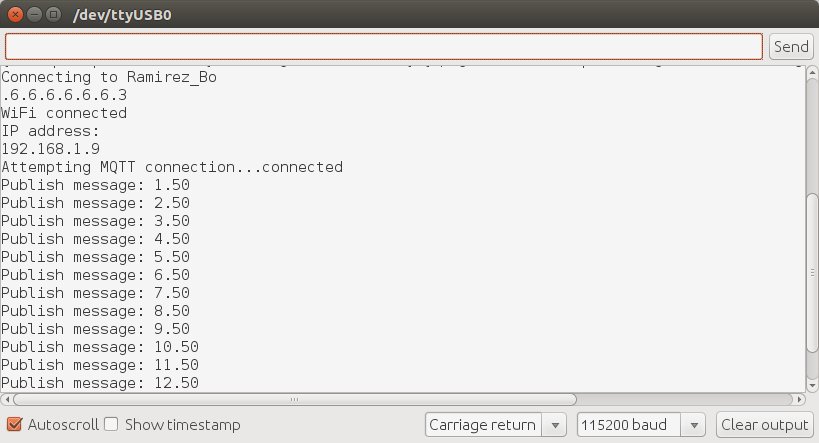 /dev/ttyUSB0
Send
Connecting to Ramirez_Bo
.6.6.6.6.6.6.3
WiFi connected
IP address:
192.168.1.9
Attempting MQTT connection...connected
Publish message: 1.50
Publish message: 2.50
Publish message: 3.50
Publish message: 4.50
Publish message: 5.50
Publish message: 6.50
Publish message: 7.50
Publish message: 8.50
Publish message: 9.50
Publish message: 10.50
Publish message: 11.50
Publish message: 12.50
Autoscroll Show timestamp Carriage return 115200 baud Clear output